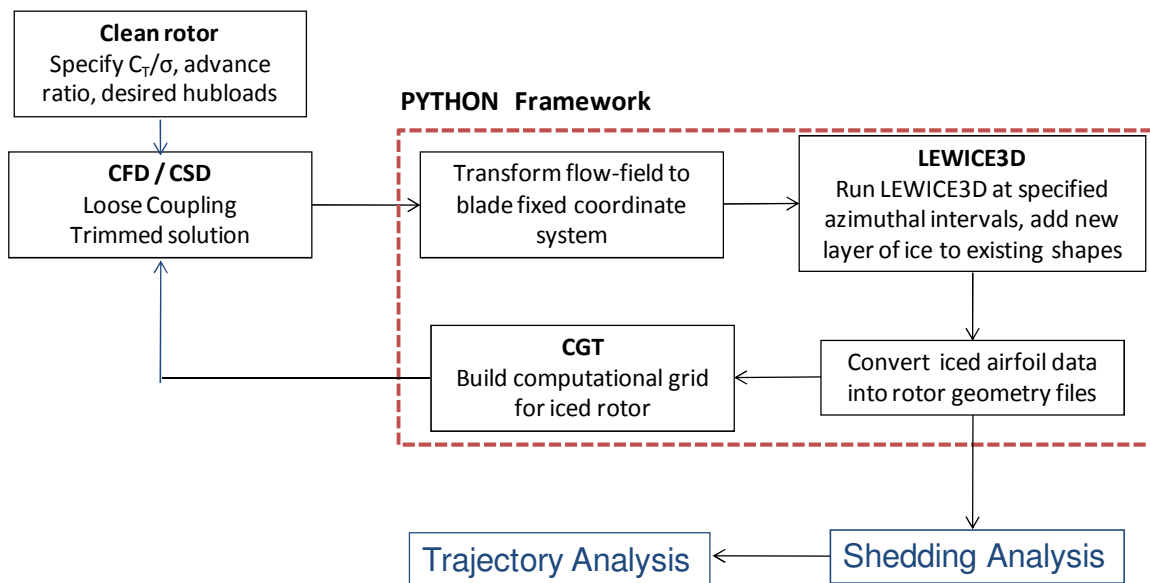 Clean rotor
Specify C_T/σ, advance
ratio, desired hubloads
PYTHON Framework
CFD / CSD
Loose Coupling
Trimmed solution
Transform flow-field to
blade fixed coordinate
system
LEWICE3D
Run LEWICE3D at specified
azimuthal intervals, add new
layer of ice to existing shapes
CGT
Build computational grid
for iced rotor
Convert iced airfoil data
into rotor geometry files
Trajectory Analysis
Shedding Analysis